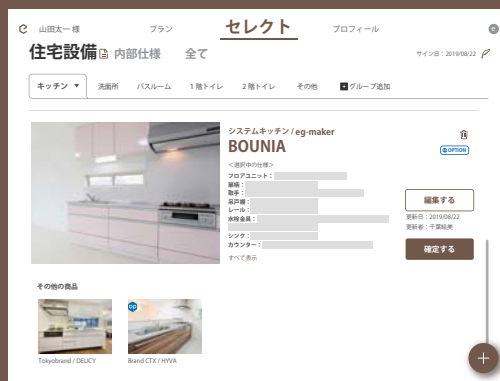 山田太一 様
プラン
セレクト
プロフィール
住宅設備
内部仕様
全て
サイン日：2019/08/22
キッチン ▼
洗面所
バスルーム
1 階トイレ
2 階トイレ
その他
グループ追加
システムキッチン / eg-maker
BOUNIA
OPTION
＜選択中の仕様＞
フロアユニット：
扉柄：
取手：
吊戸棚：
レール：
水栓金具：
シンク：
カウンター：
すべて表示
編集する
更新日：2019/08/22
更新者：千葉絵美
確定する
その他の商品
op
Tokyobrand / DELICY
Brand CTX / HYVA